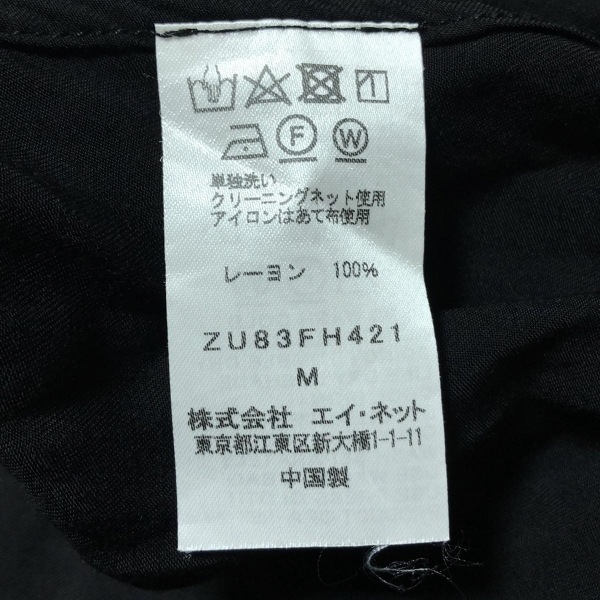 F W
単独洗い
クリーニングネット使用
アイロンはあて布使用
レーヨン 100%
ZU83FH421
M
株式会社 エイ・ネット
東京都江東区新大橋1-1-11
中国製